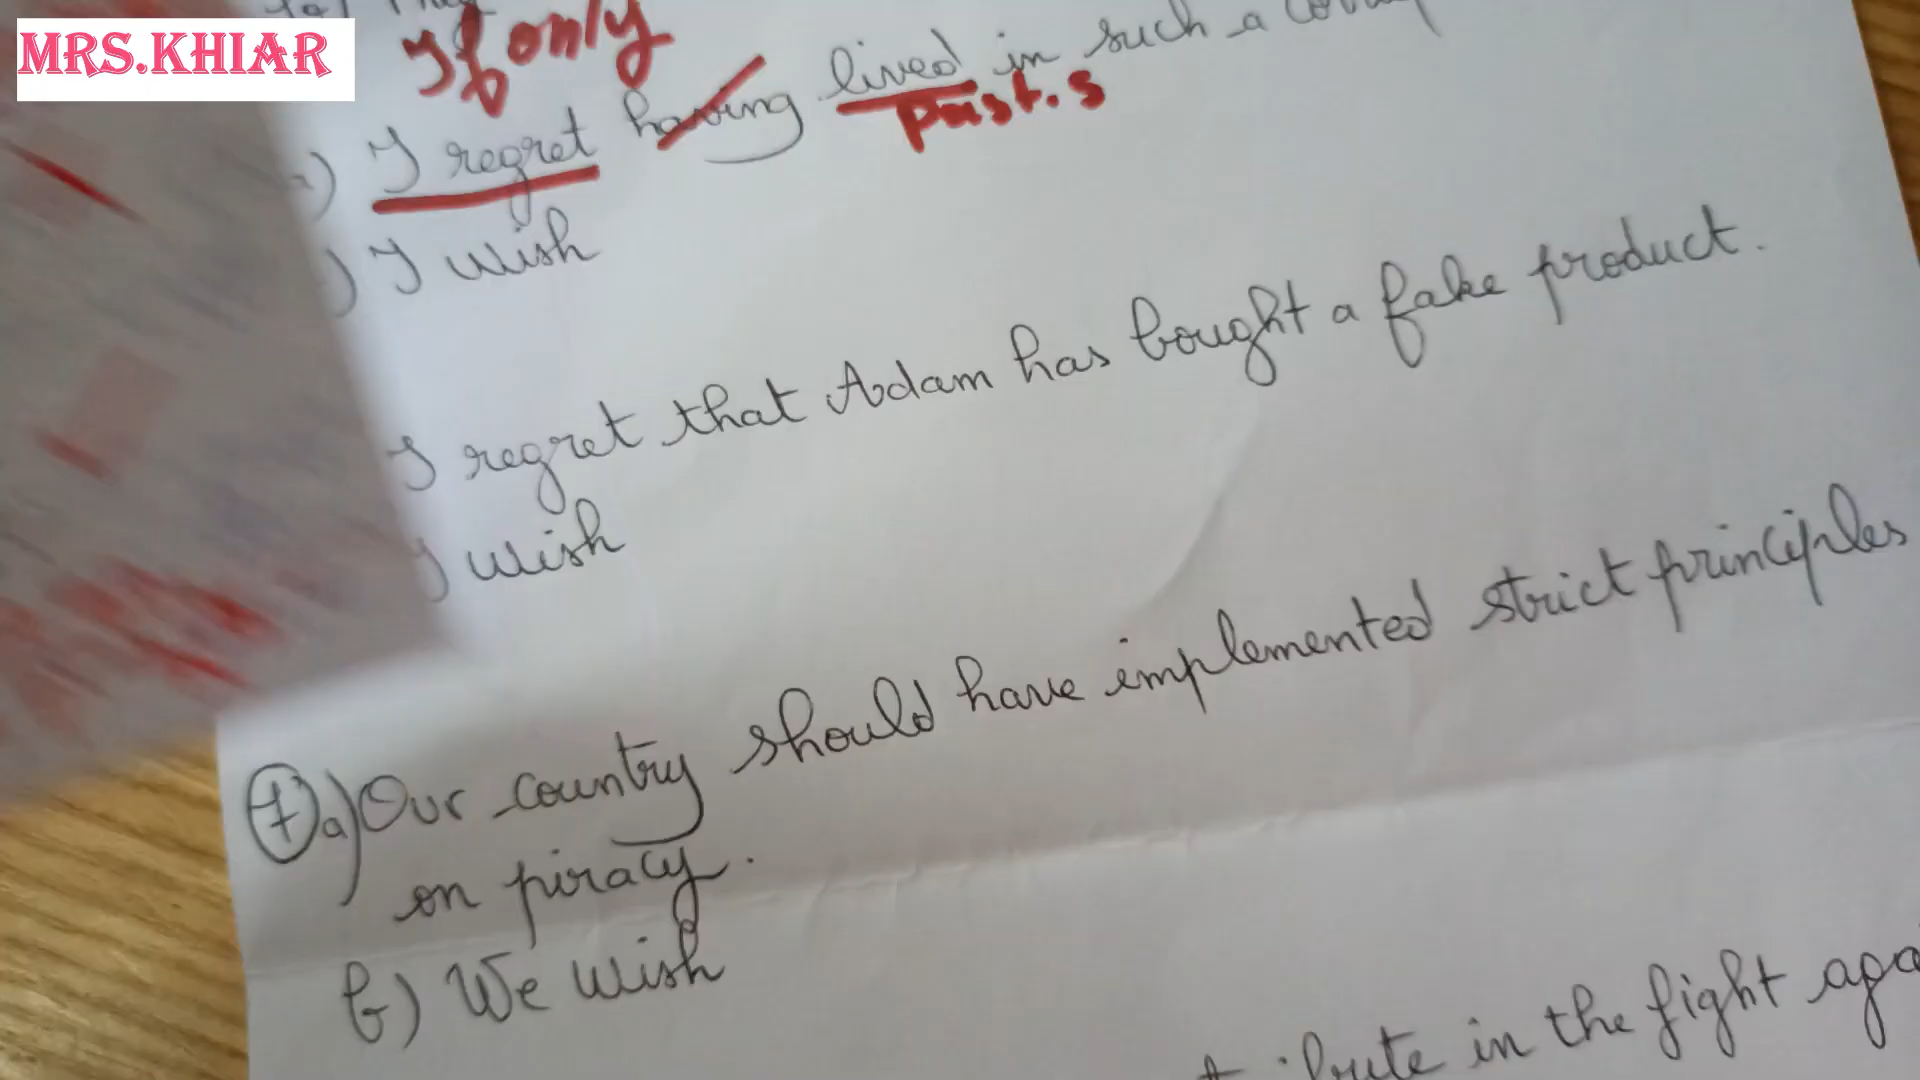 MRS.KHIAR
If only
a) I regret having lived in such a
past.s
) I wish
I regret that Adam has bought a fake product.
I wish
7 a) Our country should have implemented strict principles
on piracy.
b) We wish
in the fight